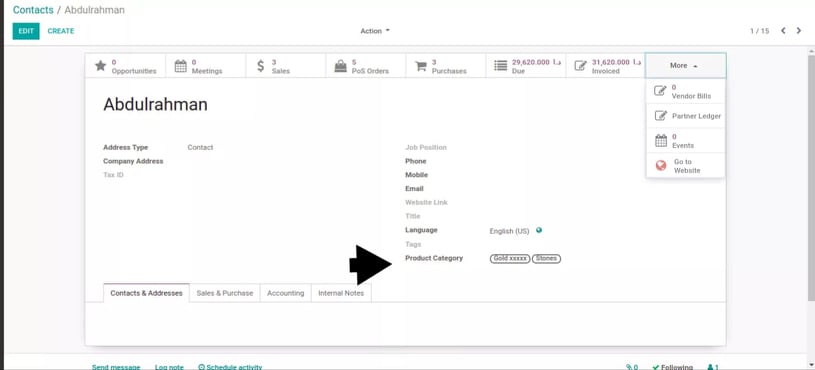 Contacts / Abdulrahman
EDIT CREATE Action 1 / 15
0 Opportunities
0 Meetings
3 Sales
5 PoS Orders
3 Purchases
29,620.000 د.ا Due
31,620.000 د.ا Invoiced
More
0 Vendor Bills
Partner Ledger
0 Events
Go to Website
Abdulrahman
Address Type Contact
Company Address
Tax ID
Job Position
Phone
Mobile
Email
Website Link
Title
Language English (US)
Tags
Product Category Gold xxxxx Stones
Contacts & Addresses Sales & Purchase Accounting Internal Notes
Send message Log note Schedule activity 0 Following 1